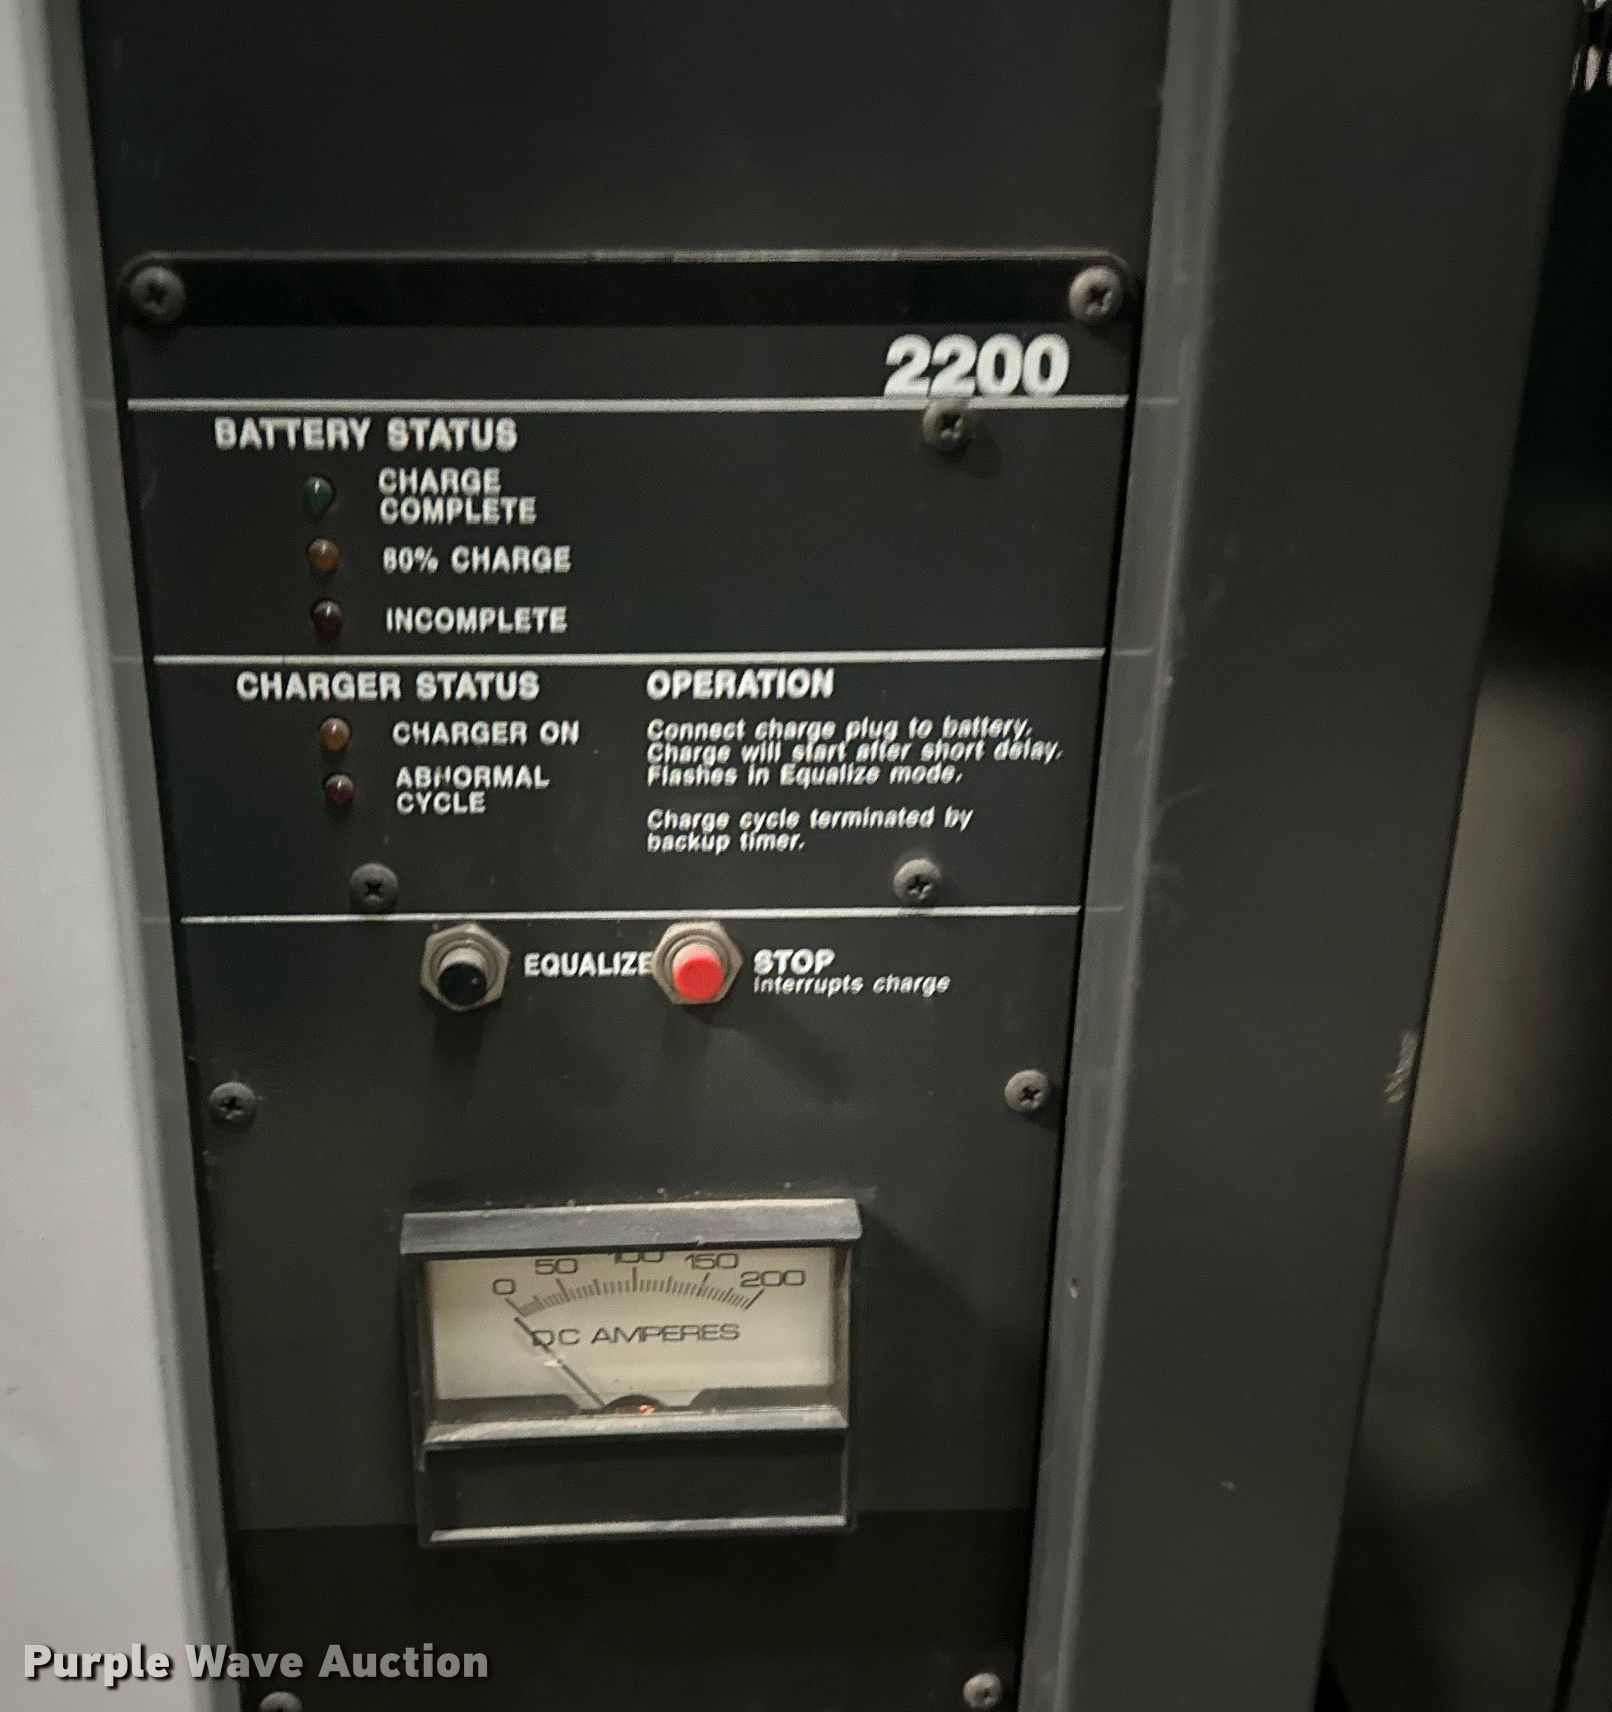 2200
BATTERY STATUS
CHARGE
COMPLETE
80% CHARGE
INCOMPLETE
CHARGER STATUS
CHARGER ON
ABNORMAL
CYCLE
OPERATION
Connect charge plug to battery.
Charge will start after short delay.
Flashes in Equalize mode.
Charge cycle terminated by
backup timer.
EQUALIZE
STOP
Interrupts charge
0 50 100 150 200
DC AMPERES
Purple Wave Auction